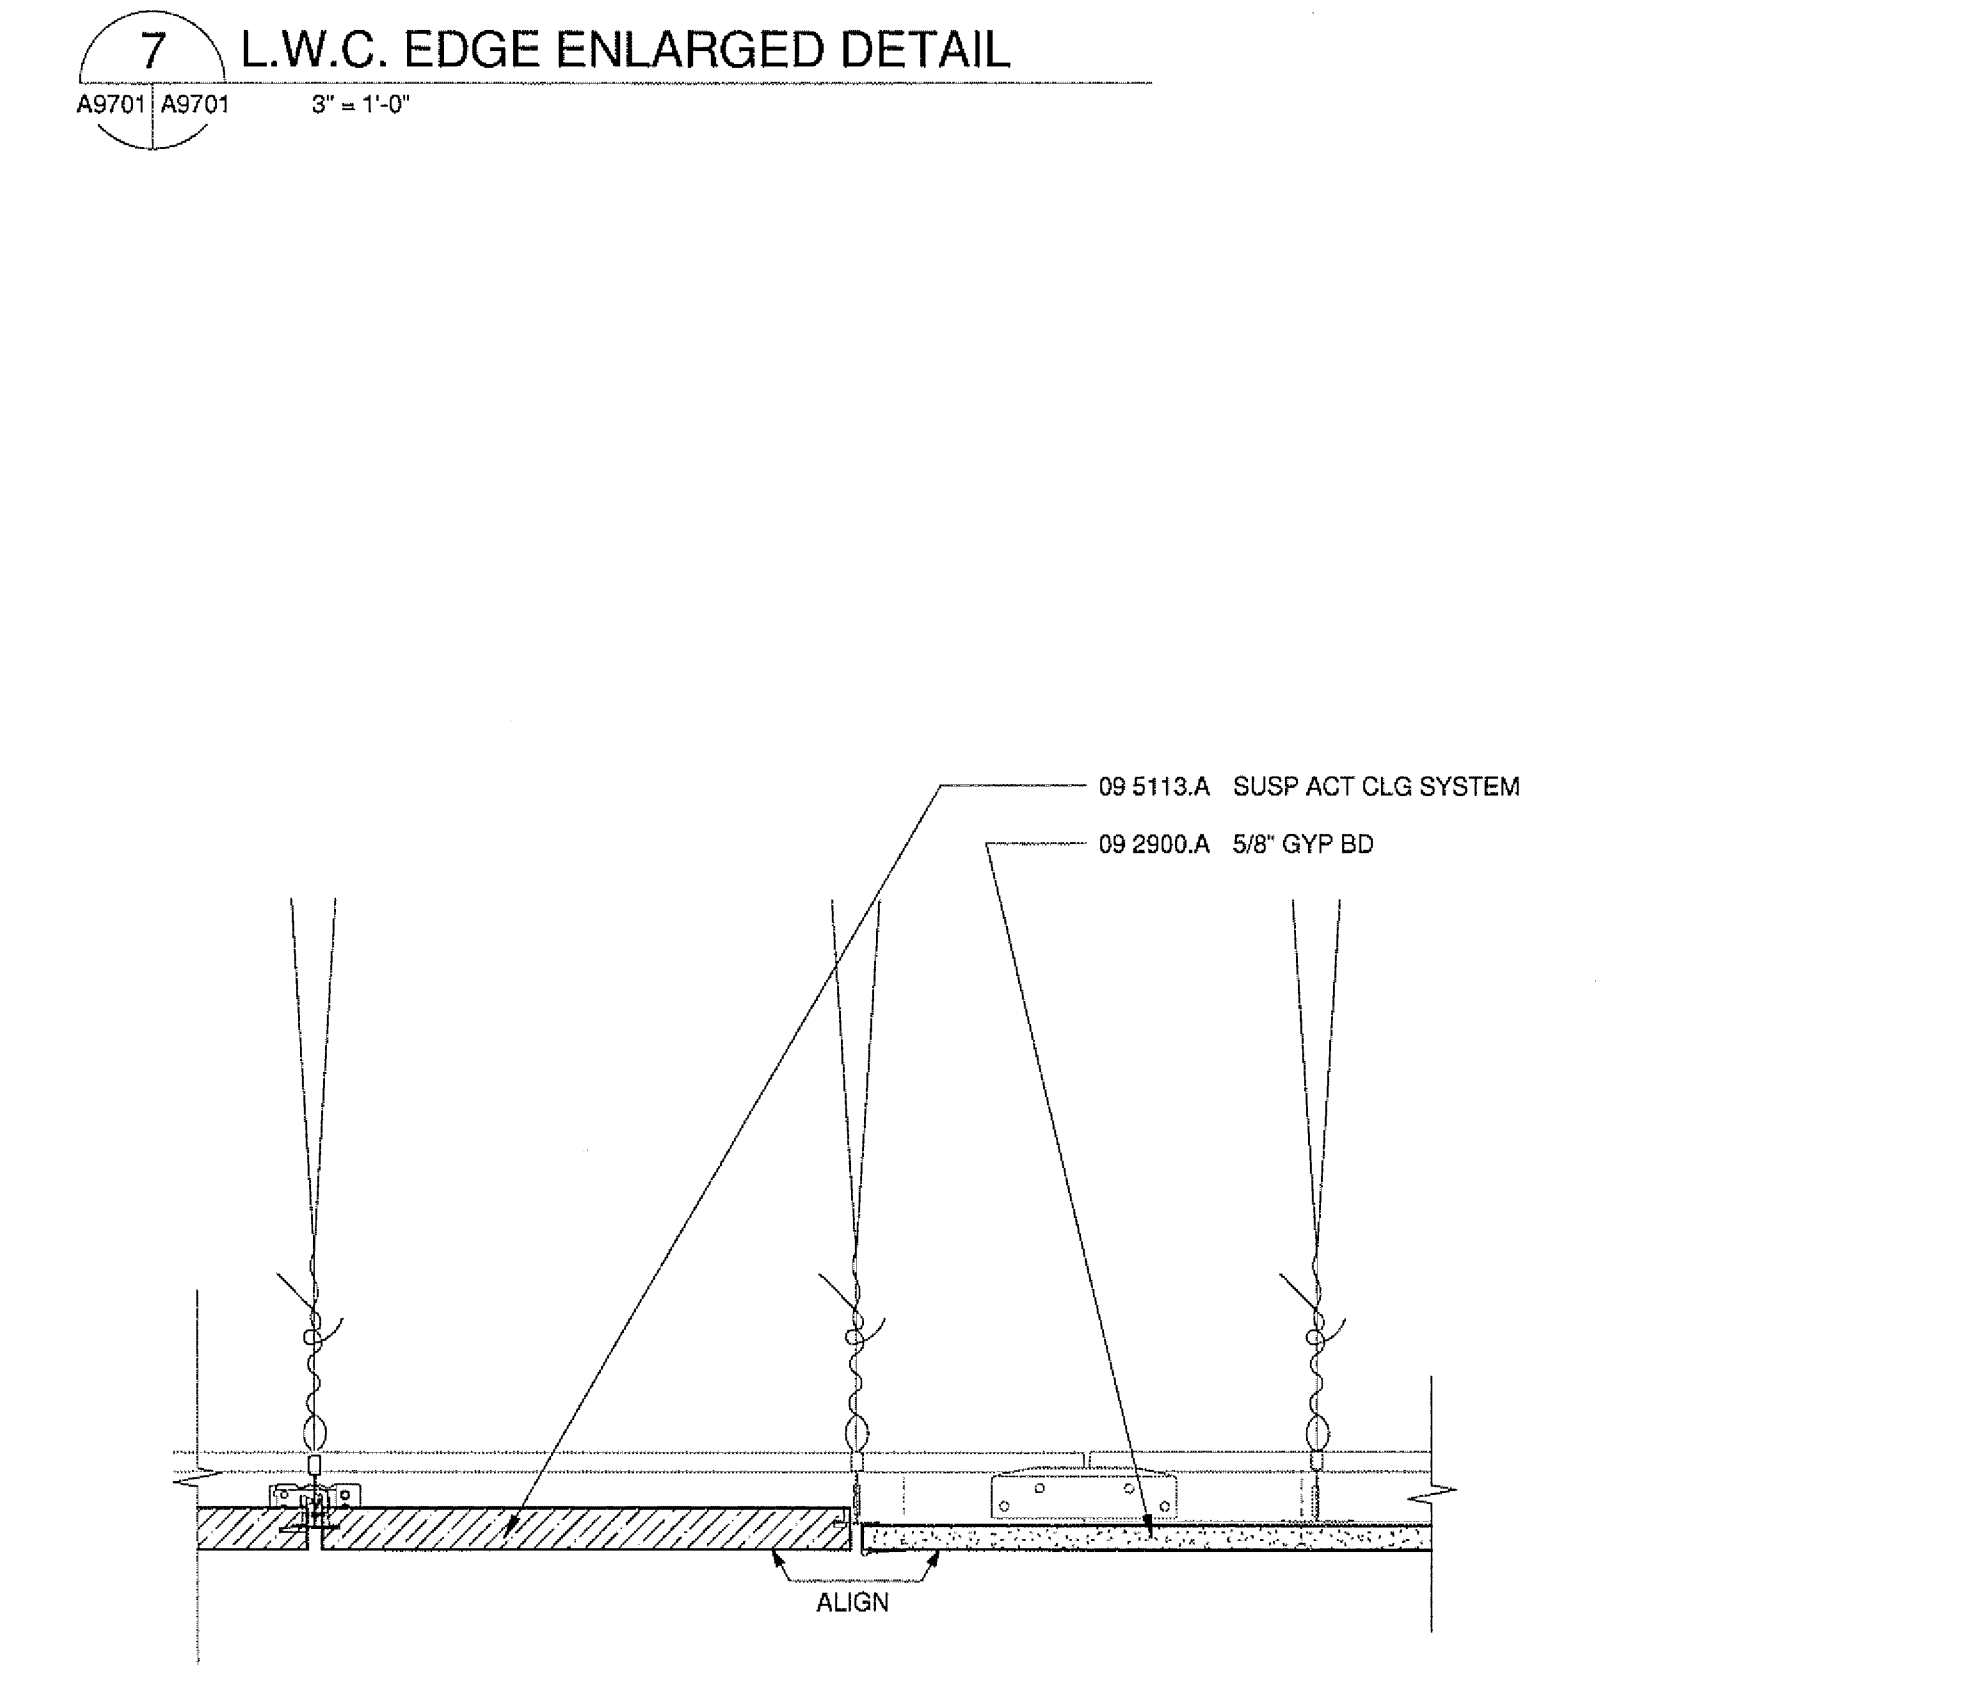 7 L.W.C. EDGE ENLARGED DETAIL
A9701 A9701 3" = 1'-0"
09 5113.A SUSP ACT CLG SYSTEM
09 2900.A 5/8" GYP BD
ALIGN